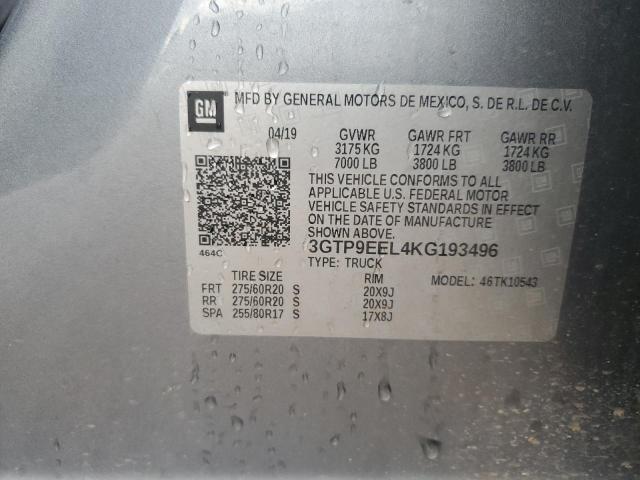 GM MFD BY GENERAL MOTORS DE MEXICO, S. DE R.L. DE C.V.
04/19 GVWR GAWR FRT GAWR RR
3175 KG 1724 KG 1724 KG
7000 LB 3800 LB 3800 LB
THIS VEHICLE CONFORMS TO ALL
APPLICABLE U.S. FEDERAL MOTOR
VEHICLE SAFETY STANDARDS IN EFFECT
ON THE DATE OF MANUFACTURE
SHOWN ABOVE.
464C 3GTP9EEL4KG193496
TYPE: TRUCK
TIRE SIZE RIM MODEL: 46TK10543
FRT 275/60R20 S 20X9J
RR 275/60R20 S 20X9J
SPA 255/80R17 S 17X8J